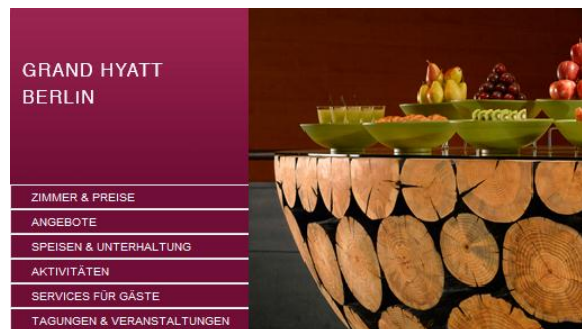 GRAND HYATT
BERLIN
ZIMMER & PREISE
ANGEBOTE
SPEISEN & UNTERHALTUNG
AKTIVITÄTEN
SERVICES FÜR GÄSTE
TAGUNGEN & VERANSTALTUNGEN